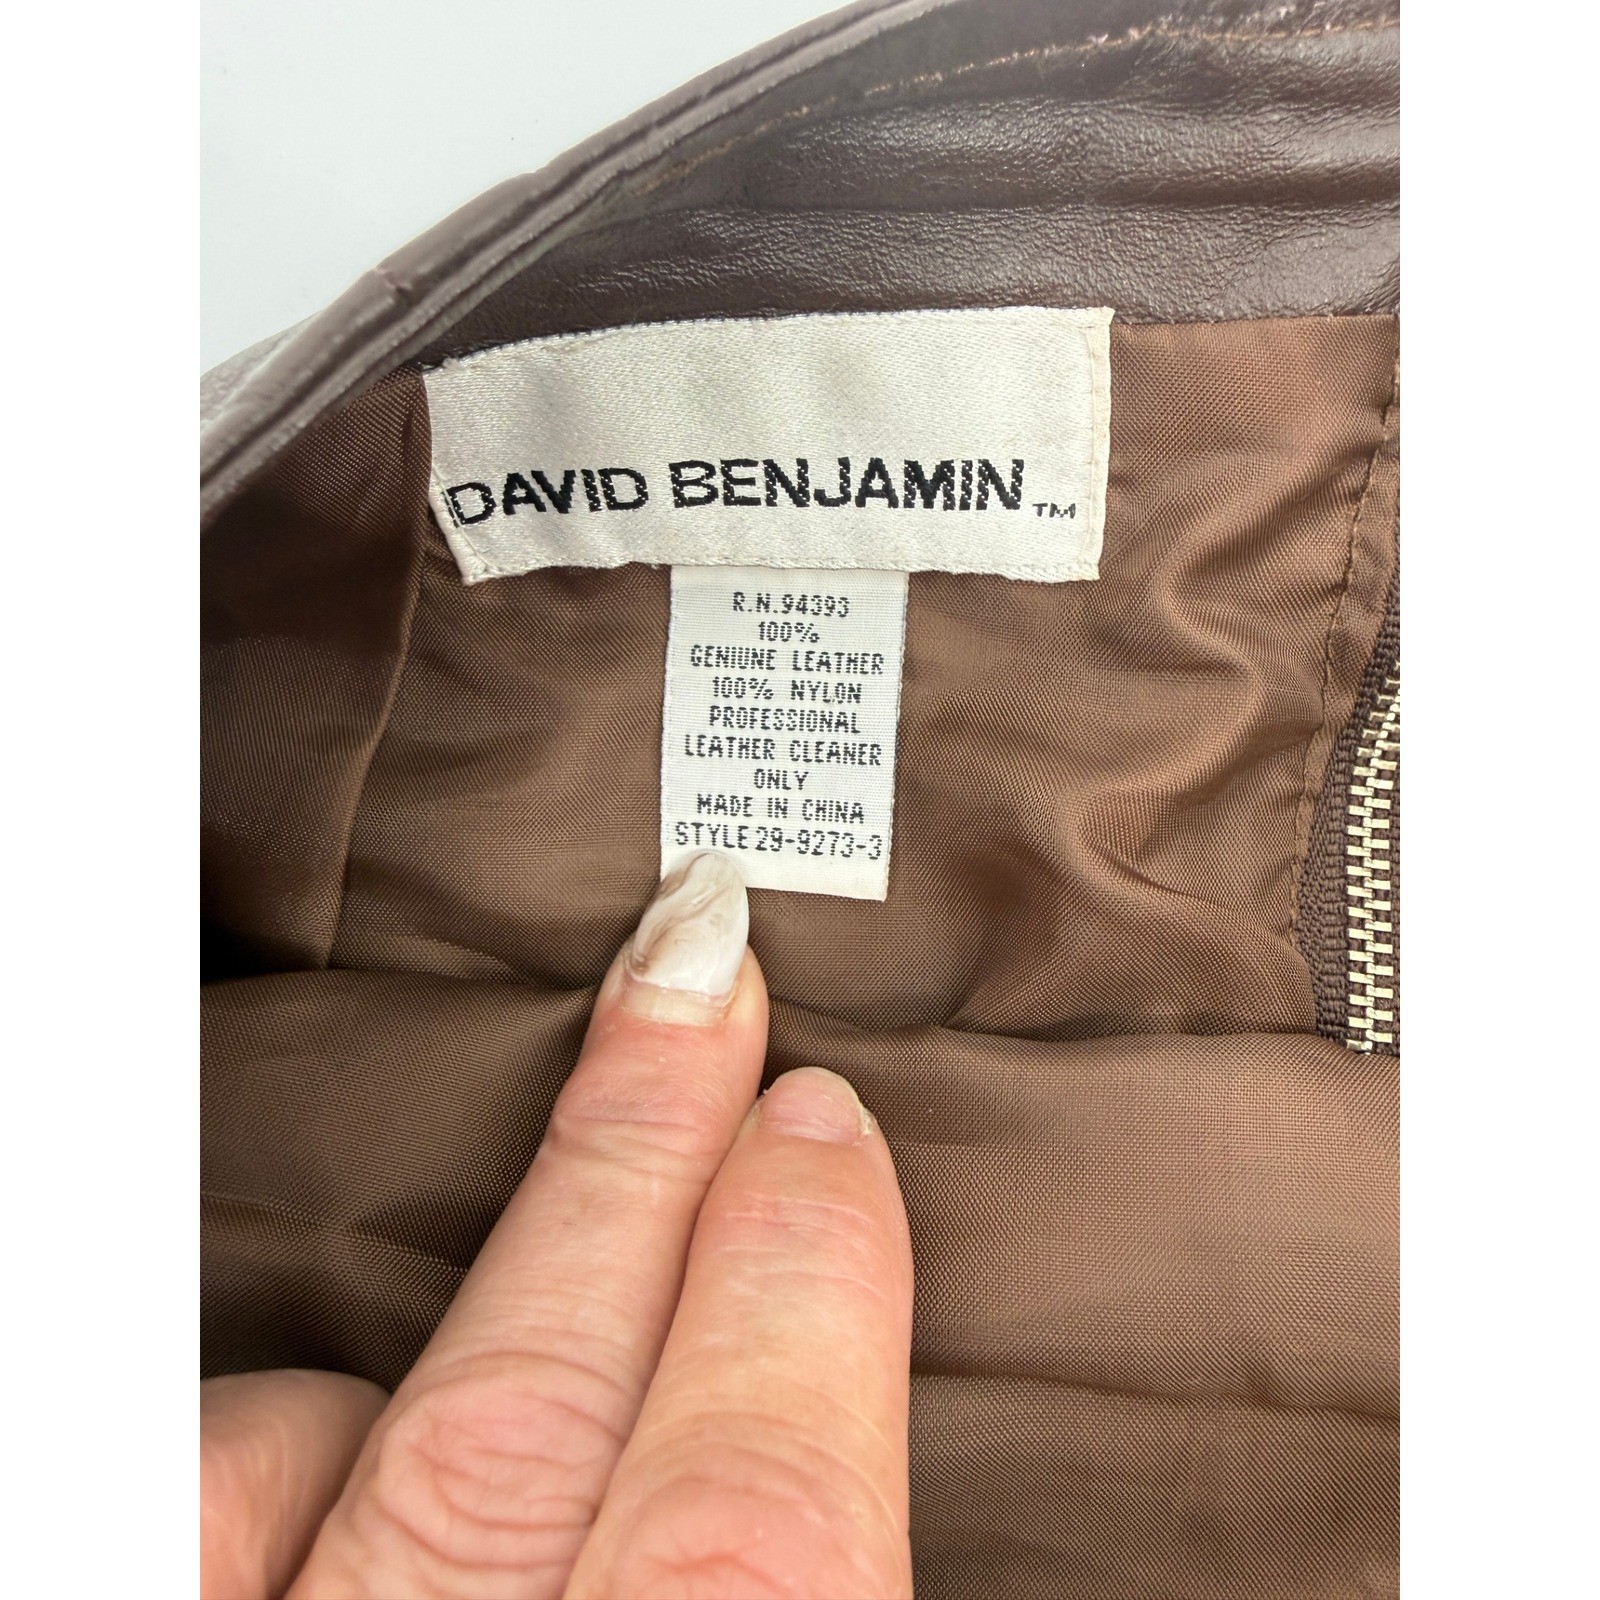 DAVID BENJAMIN TM
R.N.94393
100%
GENIUNE LEATHER
100% NYLON
PROFESSIONAL
LEATHER CLEANER
ONLY
MADE IN CHINA
STYLE 29-9273-3